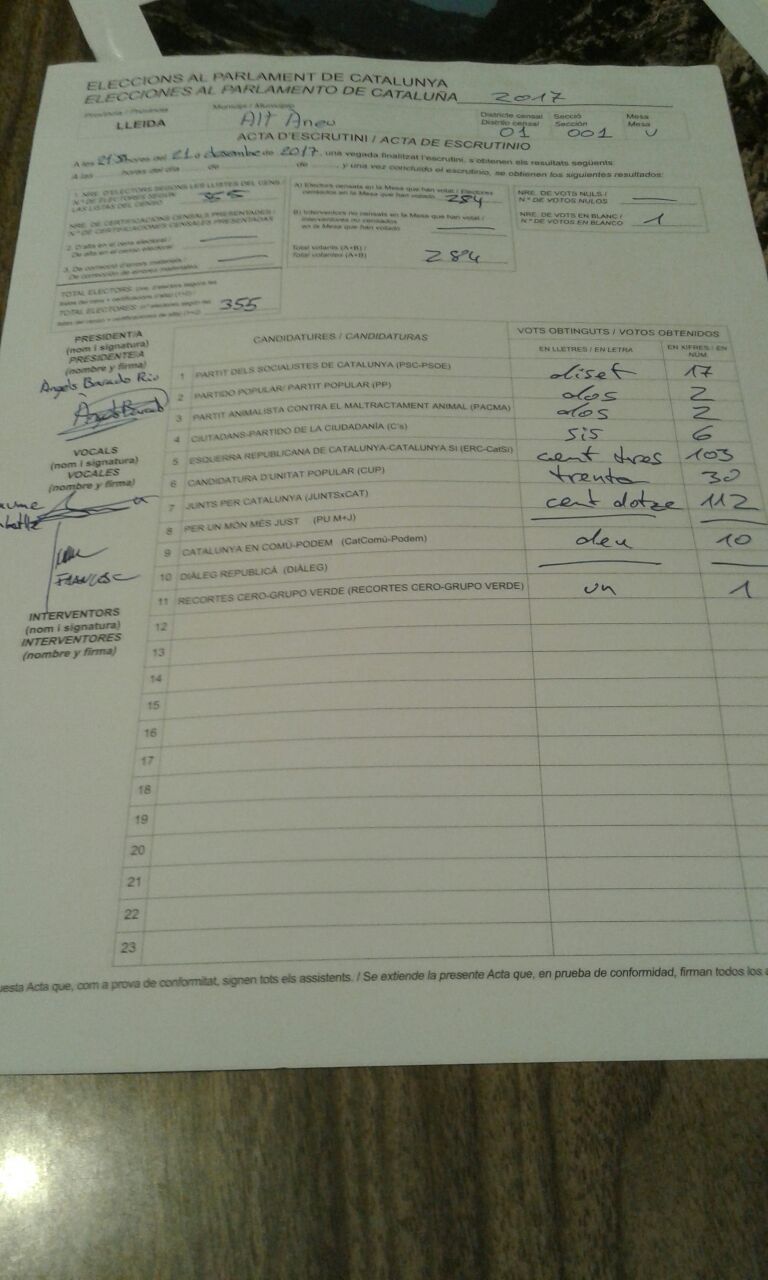 ELECCIONS AL PARLAMENT DE CATALUNYA
ELECCIONES AL PARLAMENTO DE CATALUÑA 2017
Província / Provincia
Municipi / Municipio
Districte censal Secció Mesa
Distrito censal Sección Mesa
LLEIDA Alt Àneu 01 001 U
ACTA D'ESCRUTINI / ACTA DE ESCRUTINIO
A les 21'3 hores del 21 d desembre de 2017, una vegada finalitzat l'escrutini, s'obtenen els resultats següents:
A las hores del día de de , y una vez concluido el escrutinio, se obtienen los siguientes resultados:
1. NRE. D'ELECTORS SEGONS LES LLISTES DEL CENS /
N.º DE ELECTORES SEGÚN
LAS LISTAS DEL CENSO 355
NRE. DE CERTIFICACIONS CENSALS PRESENTADES /
N.º DE CERTIFICACIONES CENSALES PRESENTADAS
2. D'alta en el cens electoral /
De alta en el censo electoral
3. De correcció d'errors materials /
De corrección de errores materiales
TOTAL ELECTORS
TOTAL ELECTORES 355
A) Electors censats en la Mesa que han votat / Electores
censados en la Mesa que han votado 284
B) Interventors no censats en la Mesa que han votat /
Interventores no censados
en la Mesa que han votado
Total votants (A+B) /
Total votantes (A+B) 284
NRE. DE VOTS NULS /
N.º DE VOTOS NULOS
NRE. DE VOTS EN BLANC /
N.º DE VOTOS EN BLANCO 1
PRESIDENT/A
(nom i signatura)
PRESIDENTE/A
(nombre y firma)
Àngels
VOCALS
(nom i signatura)
VOCALES
(nombre y firma)
FRANCESC
INTERVENTORS
(nom i signatura)
INTERVENTORES
(nombre y firma)
CANDIDATURES / CANDIDATURAS VOTS OBTINGUTS / VOTOS OBTENIDOS
EN LLETRES / EN LETRA EN XIFRES / EN NÚM.
1 PARTIT DELS SOCIALISTES DE CATALUNYA (PSC-PSOE) diset 17
2 PARTIDO POPULAR/ PARTIT POPULAR (PP) dos 2
3 PARTIT ANIMALISTA CONTRA EL MALTRACTAMENT ANIMAL (PACMA) dos 2
4 CIUTADANS-PARTIDO DE LA CIUDADANÍA (C's) sis 6
5 ESQUERRA REPUBLICANA DE CATALUNYA-CATALUNYA SÍ (ERC-CatSí) cent tres 103
6 CANDIDATURA D'UNITAT POPULAR (CUP) trenta 30
7 JUNTS PER CATALUNYA (JUNTSxCAT) cent dotze 112
8 PER UN MÓN MÉS JUST (PU M+J)
9 CATALUNYA EN COMÚ-PODEM (CatComú-Podem) deu 10
10 DIÀLEG REPUBLICÀ (DIÀLEG)
11 RECORTES CERO-GRUPO VERDE (RECORTES CERO-GRUPO VERDE) un 1
12
13
14
15
16
17
18
19
20
21
22
23
uesta Acta que, com a prova de conformitat, signen tots els assistents. / Se extiende la presente Acta que, en prueba de conformidad, firman todos los a